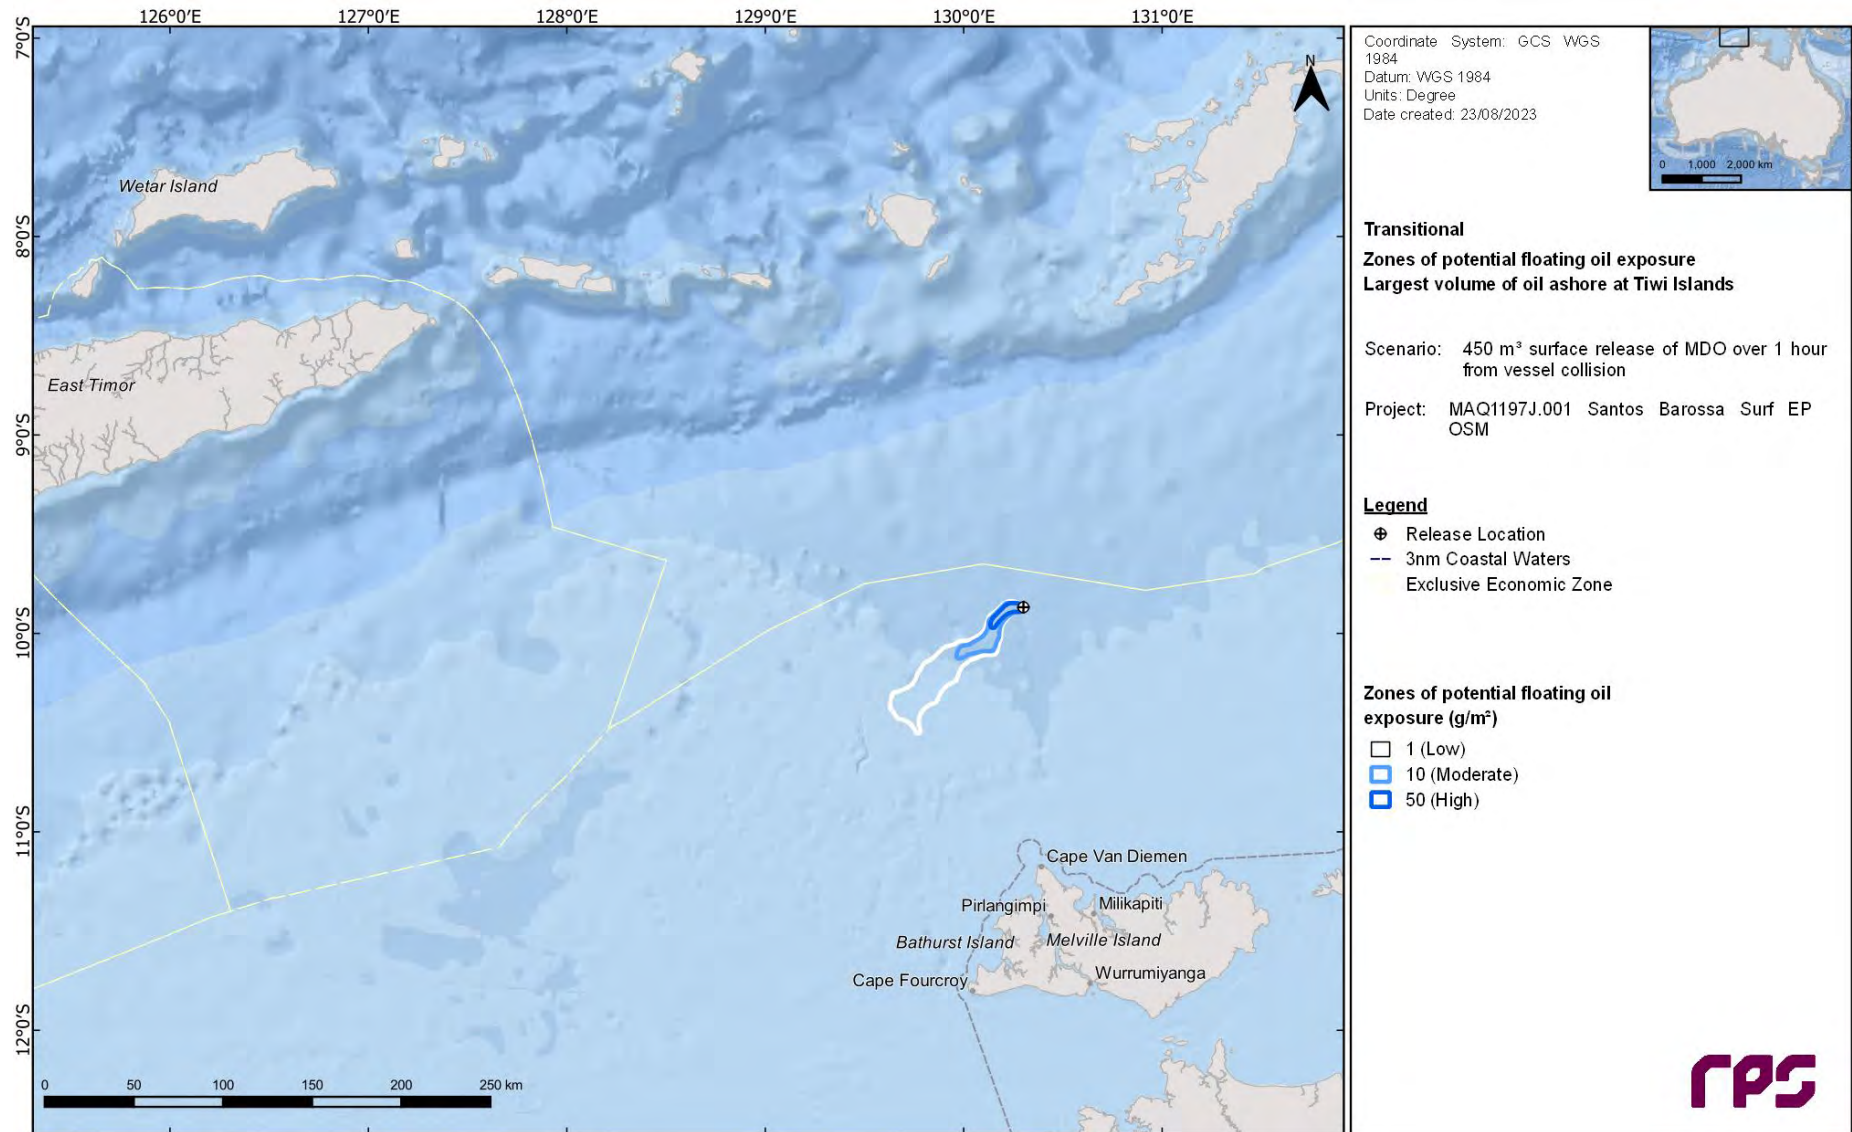 126°0'E 127°0'E 128°0'E 129°0'E 130°0'E 131°0'E
7°0'S
8°0'S
9°0'S
10°0'S
11°0'S
12°0'S
N
Wetar Island
East Timor
Cape Van Diemen
Pirlangimpi
Milikapiti
Bathurst Island
Melville Island
Cape Fourcroy
Wurrumiyanga
0 50 100 150 200 250 km
Coordinate System: GCS WGS
1984
Datum: WGS 1984
Units: Degree
Date created: 23/08/2023
0 1,000 2,000 km
Transitional
Zones of potential floating oil exposure
Largest volume of oil ashore at Tiwi Islands
Scenario: 450 m³ surface release of MDO over 1 hour
from vessel collision
Project: MAQ1197J.001 Santos Barossa Surf EP
OSM
Legend
Release Location
3nm Coastal Waters
Exclusive Economic Zone
Zones of potential floating oil
exposure (g/m²)
1 (Low)
10 (Moderate)
50 (High)
rps